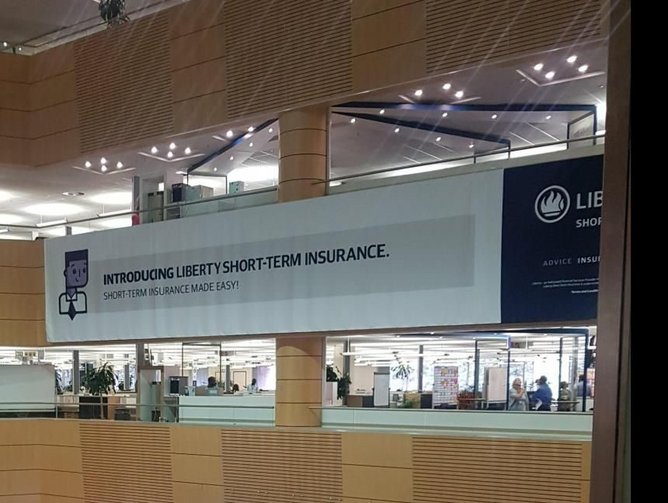 INTRODUCING LIBERTY SHORT-TERM INSURANCE.
SHORT-TERM INSURANCE MADE EASY!
LIB
SHOR
ADVICE INSU